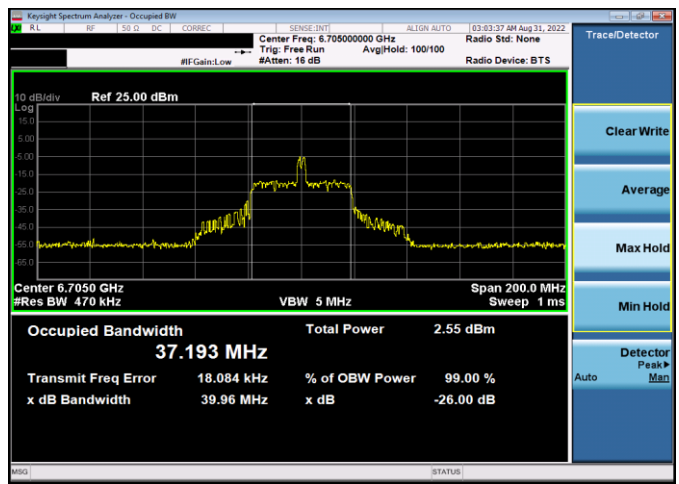 Keysight Spectrum Analyzer - Occupied BW
RL RF 50 Ω DC CORREC SENSE:INT ALIGN AUTO 03:03:37 AM Aug 31, 2022
Center Freq: 6.705000000 GHz Radio Std: None
Trig: Free Run Avg|Hold: 100/100
#IFGain:Low #Atten: 16 dB Radio Device: BTS
Trace/Detector
10 dB/div Ref 25.00 dBm
Log
15.0
5.00
-5.00
-15.0
-25.0
-35.0
-45.0
-55.0
-65.0
Center 6.7050 GHz Span 200.0 MHz
#Res BW 470 kHz VBW 5 MHz Sweep 1 ms
Occupied Bandwidth Total Power 2.55 dBm
37.193 MHz
Transmit Freq Error 18.084 kHz % of OBW Power 99.00 %
x dB Bandwidth 39.96 MHz x dB -26.00 dB
Clear Write
Average
Max Hold
Min Hold
Detector
Peak▶
Auto Man
MSG STATUS